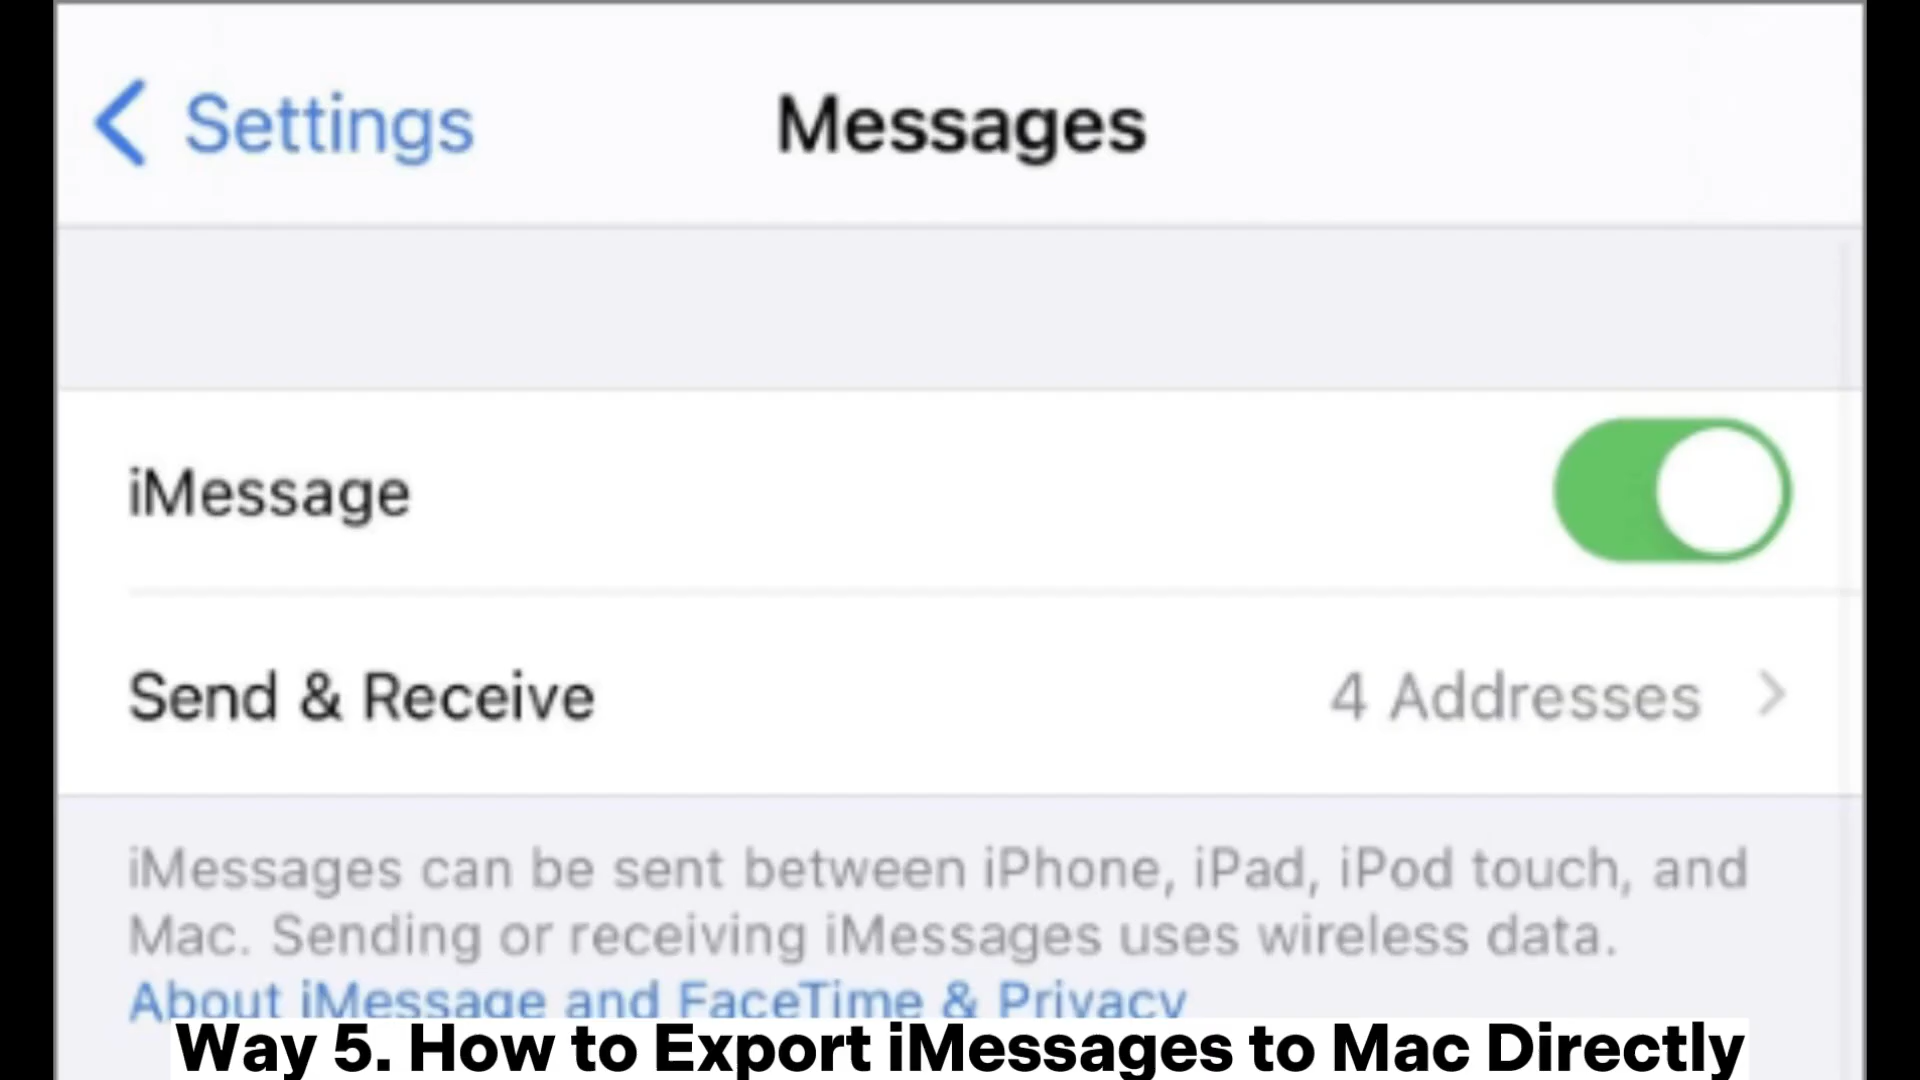 Settings
Messages
iMessage
Send & Receive
4 Addresses
iMessages can be sent between iPhone, iPad, iPod touch, and
Mac. Sending or receiving iMessages uses wireless data.
About iMessage and FaceTime & Privacy
Way 5. How to Export iMessages to Mac Directly